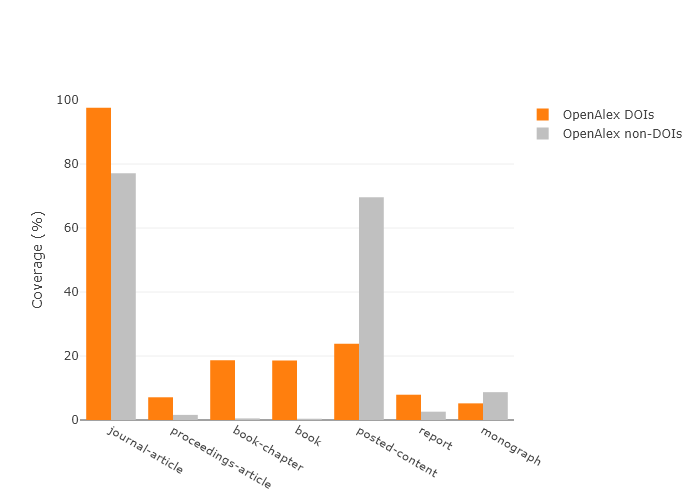 100
80
60
40
20
0
Coverage (%)
journal-article
proceedings-article
book-chapter
book
posted-content
report
monograph
OpenAlex DOIs
OpenAlex non-DOIs